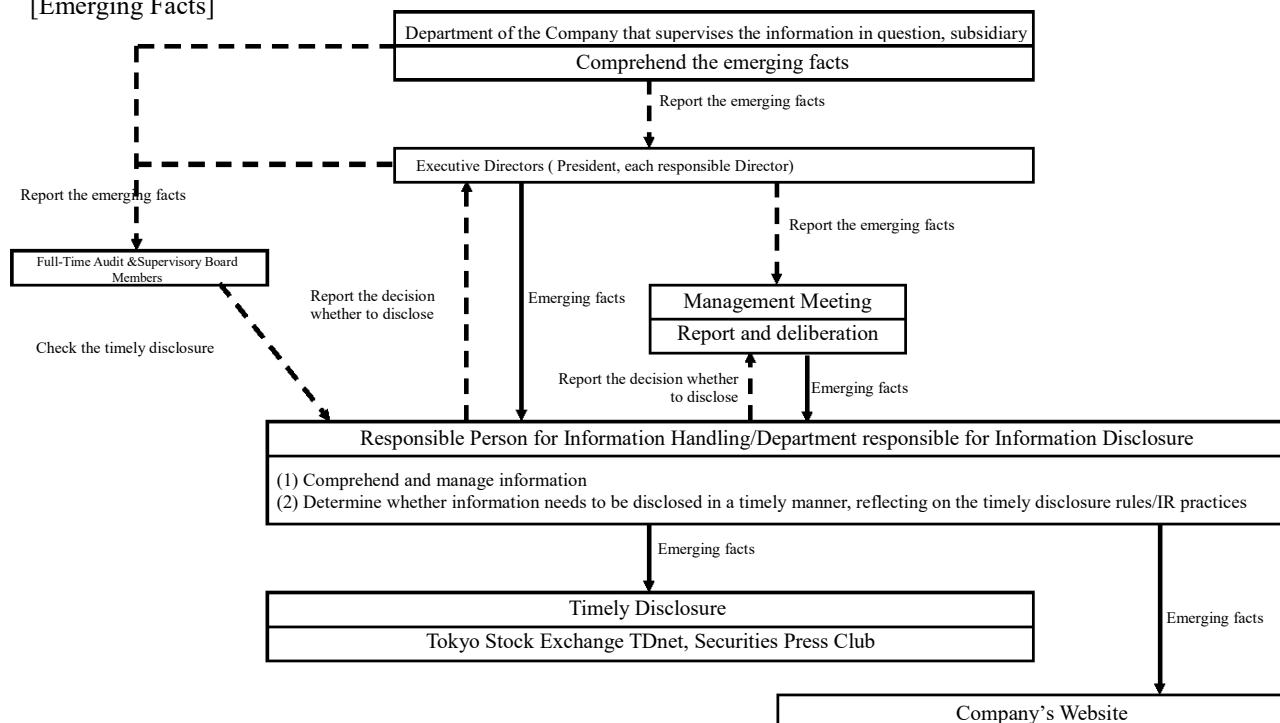 [Emerging Facts]
Department of the Company that supervises the information in question, subsidiary
Comprehend the emerging facts
Report the emerging facts
Executive Directors ( President, each responsible Director)
Report the emerging facts
Report the emerging facts
Full-Time Audit &Supervisory Board
Members
Report the decision
whether to disclose
Emerging facts
Management Meeting
Report and deliberation
Check the timely disclosure
Report the decision whether
to disclose
Emerging facts
Responsible Person for Information Handling/Department responsible for Information Disclosure
(1) Comprehend and manage information
(2) Determine whether information needs to be disclosed in a timely manner, reflecting on the timely disclosure rules/IR practices
Emerging facts
Timely Disclosure
Tokyo Stock Exchange TDnet, Securities Press Club
Emerging facts
Company’s Website